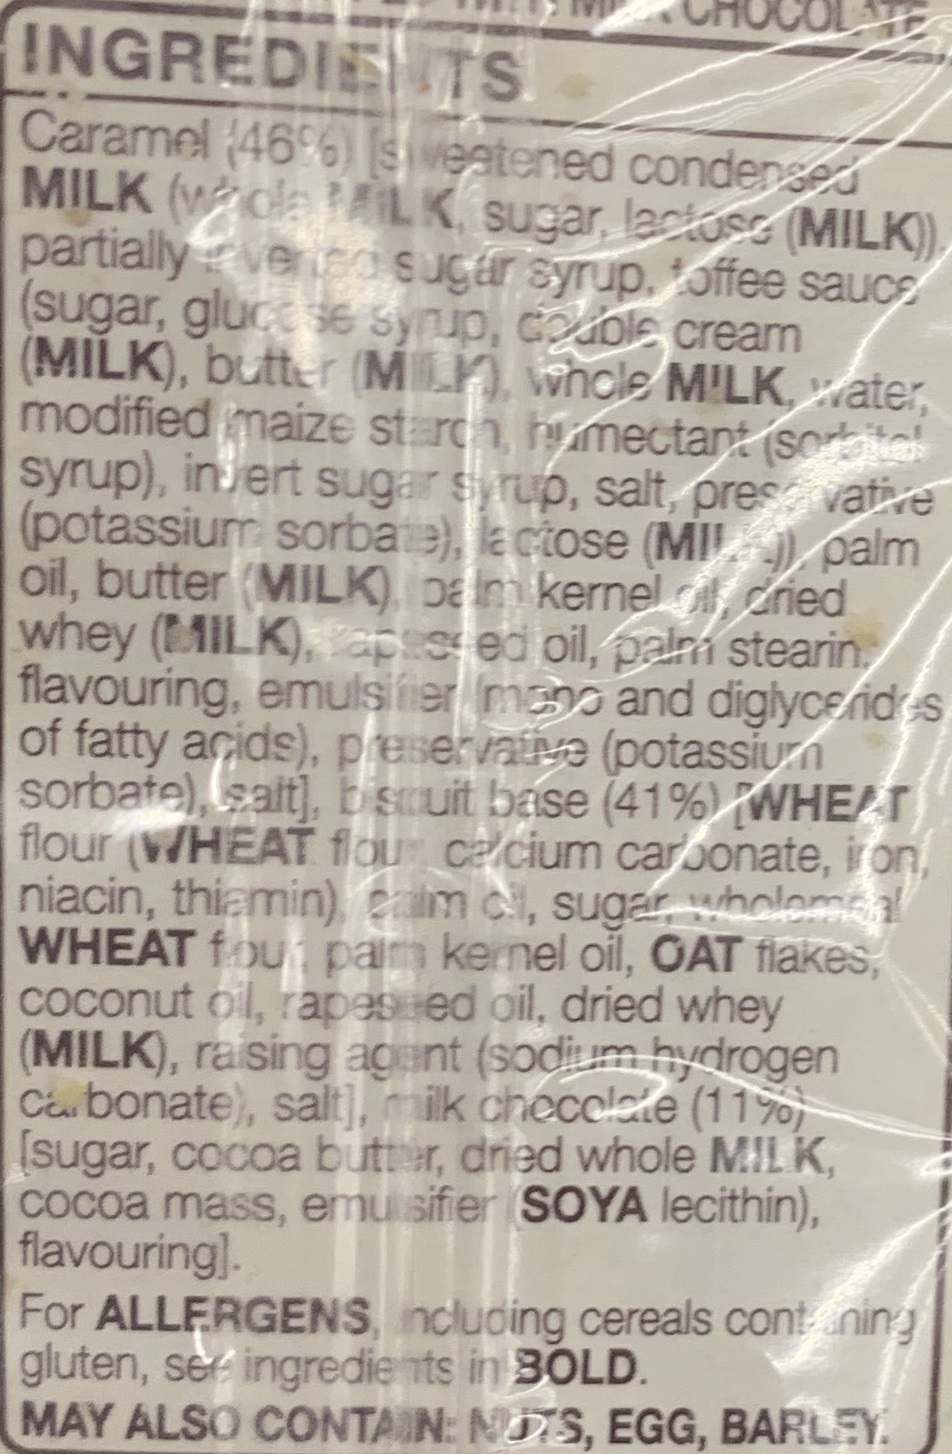 MILK CHOCOLATE
INGREDIENTS
Caramel (46%) [sweetened condensed
MILK (whole MILK, sugar, lactose (MILK)),
partially inverted sugar syrup, toffee sauce
(sugar, glucose syrup, double cream
(MILK), butter (MILK), whole MILK, water,
modified maize starch, humectant (sorbitol
syrup), invert sugar syrup, salt, preservative
(potassium sorbate), lactose (MILK)), palm
oil, butter (MILK), palm kernel oil, dried
whey (MILK), rapeseed oil, palm stearin,
flavouring, emulsifier (mono and diglycerides
of fatty acids), preservative (potassium
sorbate), salt], biscuit base (41%) [WHEAT
flour (WHEAT flour, calcium carbonate, iron,
niacin, thiamin), palm oil, sugar, wholemeal
WHEAT flour, palm kernel oil, OAT flakes,
coconut oil, rapeseed oil, dried whey
(MILK), raising agent (sodium hydrogen
carbonate), salt], milk chocolate (11%)
[sugar, cocoa butter, dried whole MILK,
cocoa mass, emulsifier (SOYA lecithin),
flavouring].
For ALLERGENS, including cereals containing
gluten, see ingredients in BOLD.
MAY ALSO CONTAIN: NUTS, EGG, BARLEY.